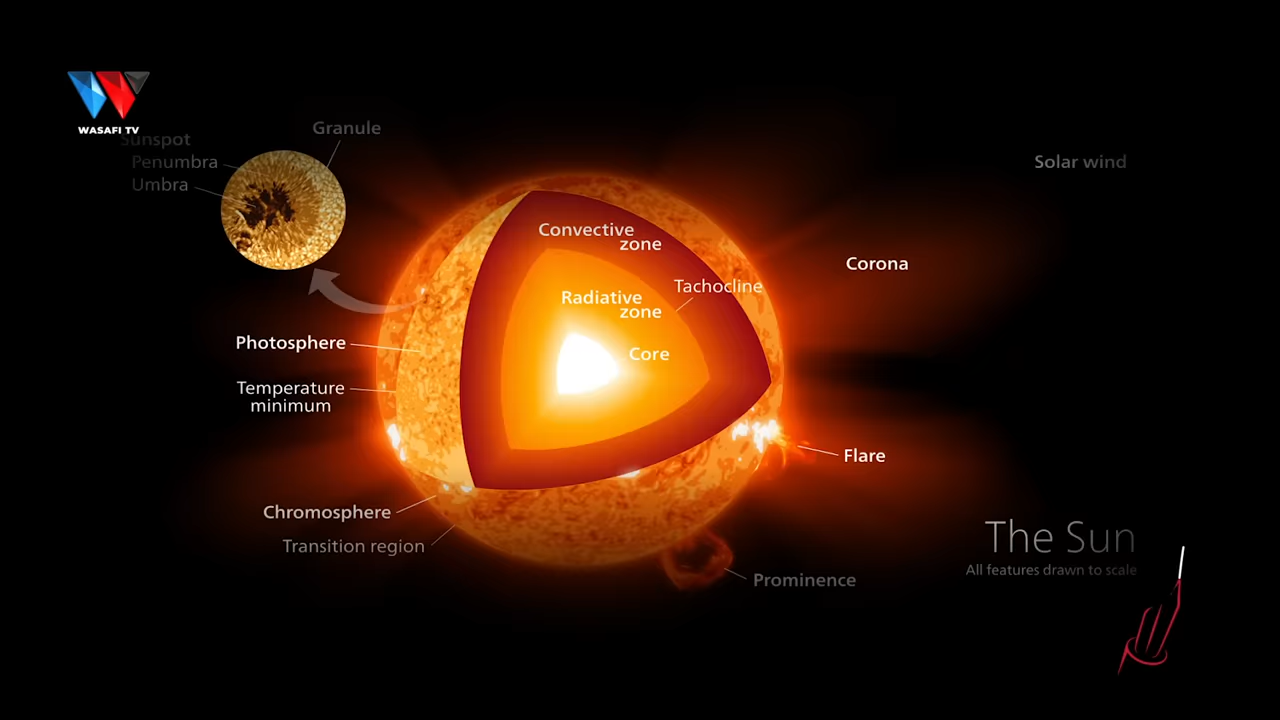 WASAFI TV
Sunspot
Penumbra
Umbra
Granule
Solar wind
Convective
zone
Corona
Tachocline
Radiative
zone
Photosphere
Core
Temperature
minimum
Flare
Chromosphere
Transition region
The Sun
All features drawn to scale
Prominence